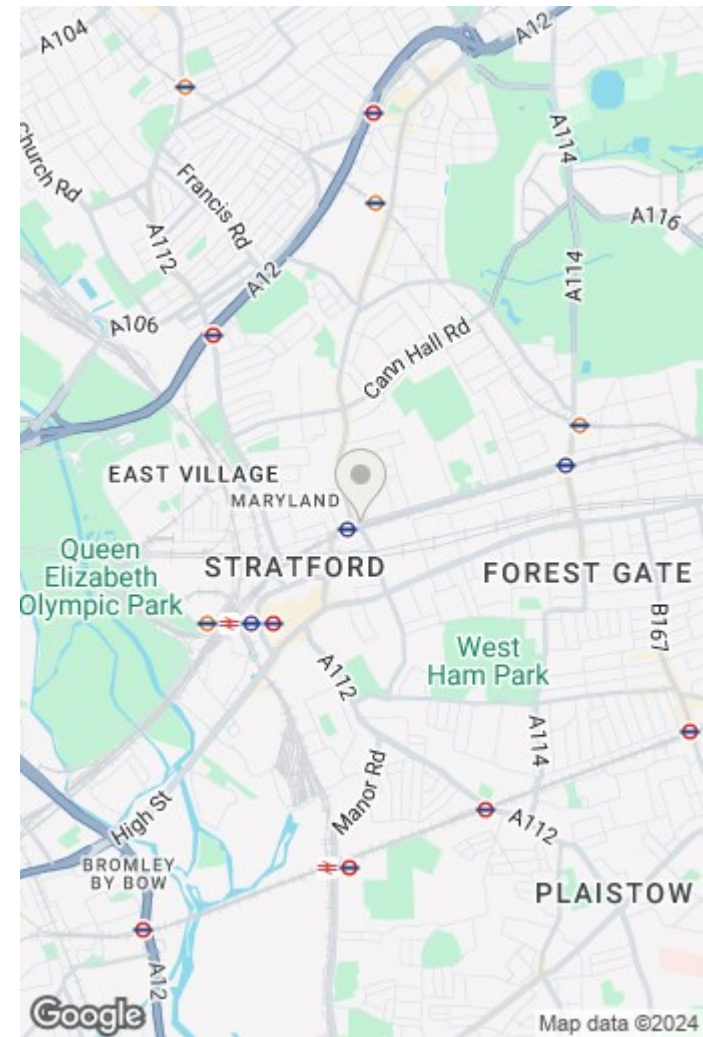 A104
A12
Church Rd
Francis Rd
A114
A116
A112
A12
A114
A106
Cann Hall Rd
EAST VILLAGE
MARYLAND
Queen
Elizabeth
Olympic Park
STRATFORD
FOREST GATE
B167
West
Ham Park
A112
A114
Manor Rd
High St
A112
BROMLEY
BY BOW
PLAISTOW
A12
Google
Map data ©2024